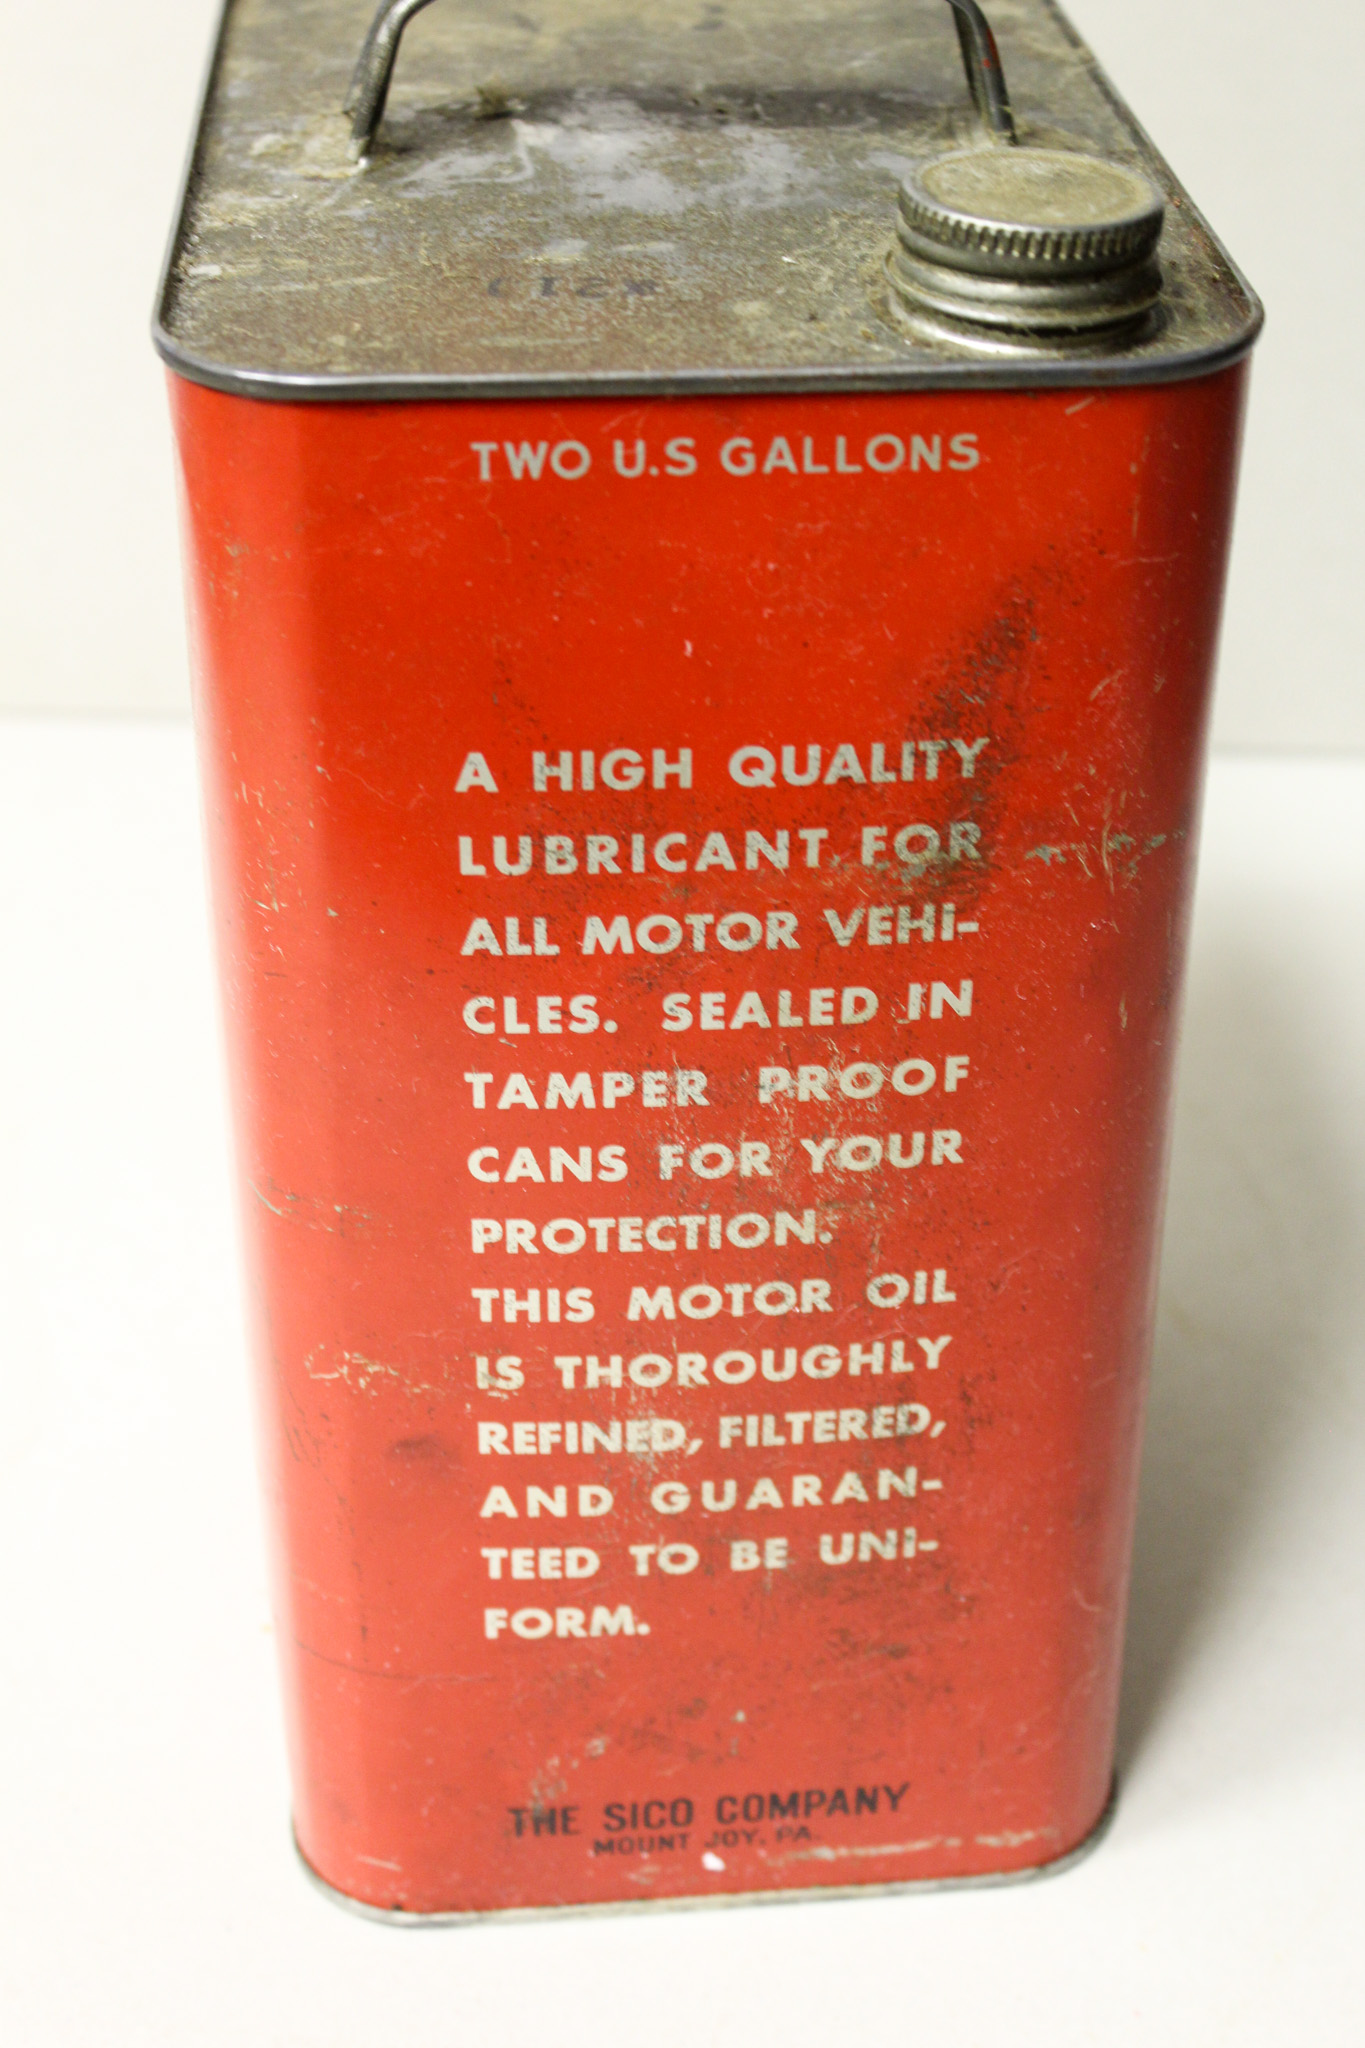 TWO U.S GALLONS
A HIGH QUALITY
LUBRICANT FOR
ALL MOTOR VEHI-
CLES. SEALED IN
TAMPER PROOF
CANS FOR YOUR
PROTECTION.
THIS MOTOR OIL
IS THOROUGHLY
REFINED, FILTERED,
AND GUARAN-
TEED TO BE UNI-
FORM.
THE SICO COMPANY
MOUNT JOY, PA.